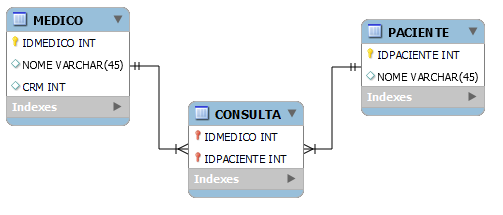 MEDICO
IDMEDICO INT
NOME VARCHAR(45)
CRM INT
Indexes
PACIENTE
IDPACIENTE INT
NOME VARCHAR(45)
Indexes
CONSULTA
IDMEDICO INT
IDPACIENTE INT
Indexes